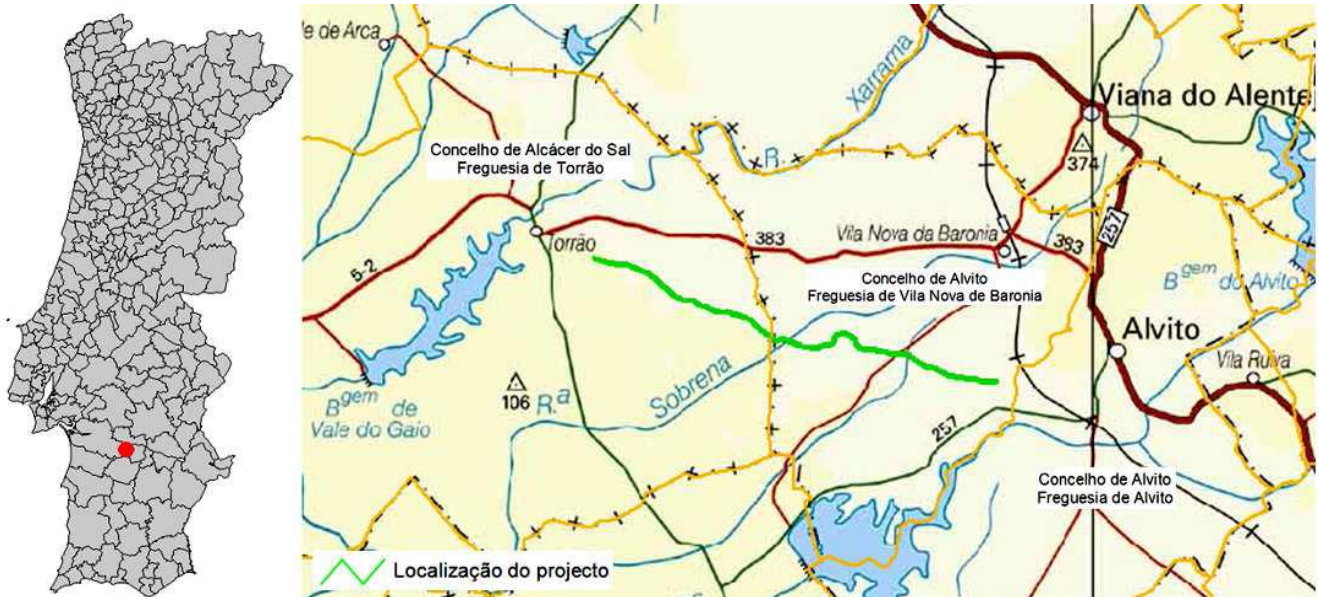 le de Arca
Xarrama
R.
Viana do Alente
374
Concelho de Alcácer do Sal
Freguesia de Torrão
Torrão
383
Vila Nova da Baronia
383
257
5-2
Concelho de Alvito
Freguesia de Vila Nova de Baronia
Bgem do Alvito
Alvito
Vila Ruiva
106
R.a
Sobrena
Bgem de
Vale do Gaio
257
Concelho de Alvito
Freguesia de Alvito
Localização do projecto